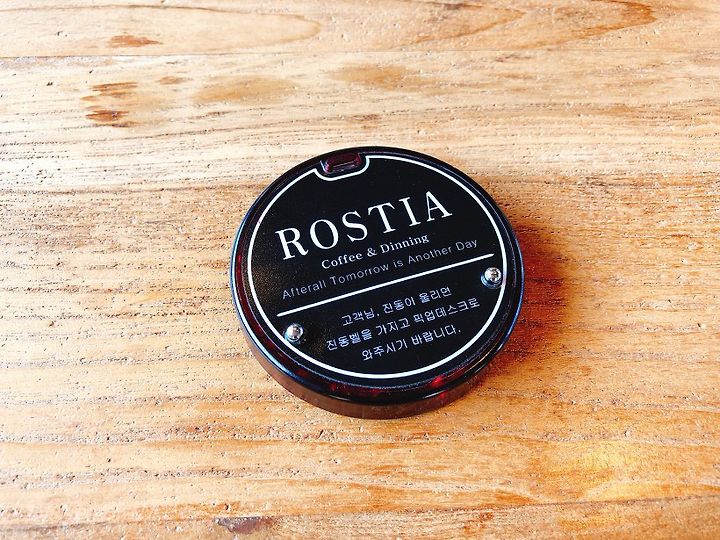 ROSTIA
Coffee & Dinning
Afterall Tomorrow is Another Day
고객님, 진동이 울리면
진동벨을 가지고 픽업데스크로
와주시기 바랍니다.